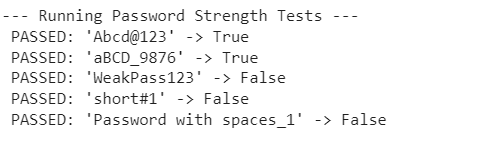 --- Running Password Strength Tests ---
PASSED: 'Abcd@123' -> True
PASSED: 'aBCD_9876' -> True
PASSED: 'WeakPass123' -> False
PASSED: 'short#1' -> False
PASSED: 'Password with spaces_1' -> False